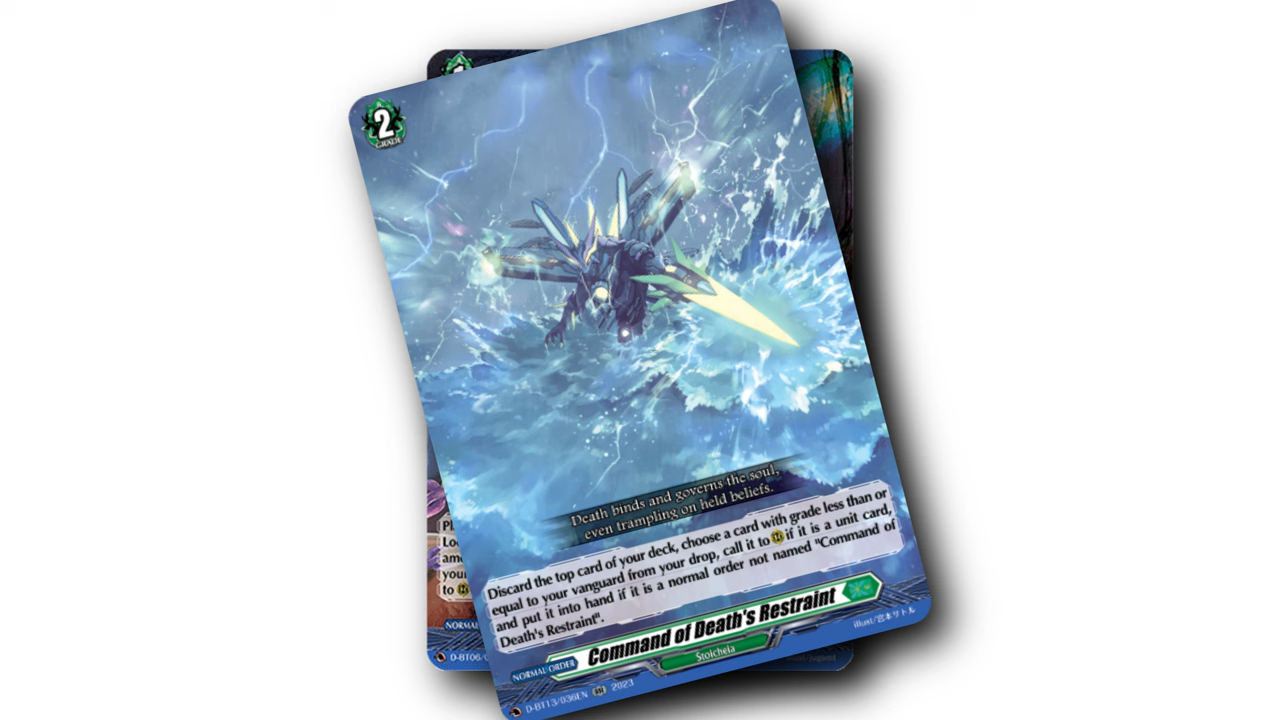 2
GRADE
Death binds and governs the soul,
even trampling on held beliefs.
Discard the top card of your deck, choose a card with grade less than or
equal to your vanguard from your drop, call it to if it is a unit card,
and put it into hand if it is a normal order not named "Command of
Death's Restraint".
NORMAL ORDER
Command of Death's Restraint
Stoicheia
illust/宮本サトル
D-BT13/036EN 2023
Pl
Loo
amo
your
to
NORMAL
D-BT06/0